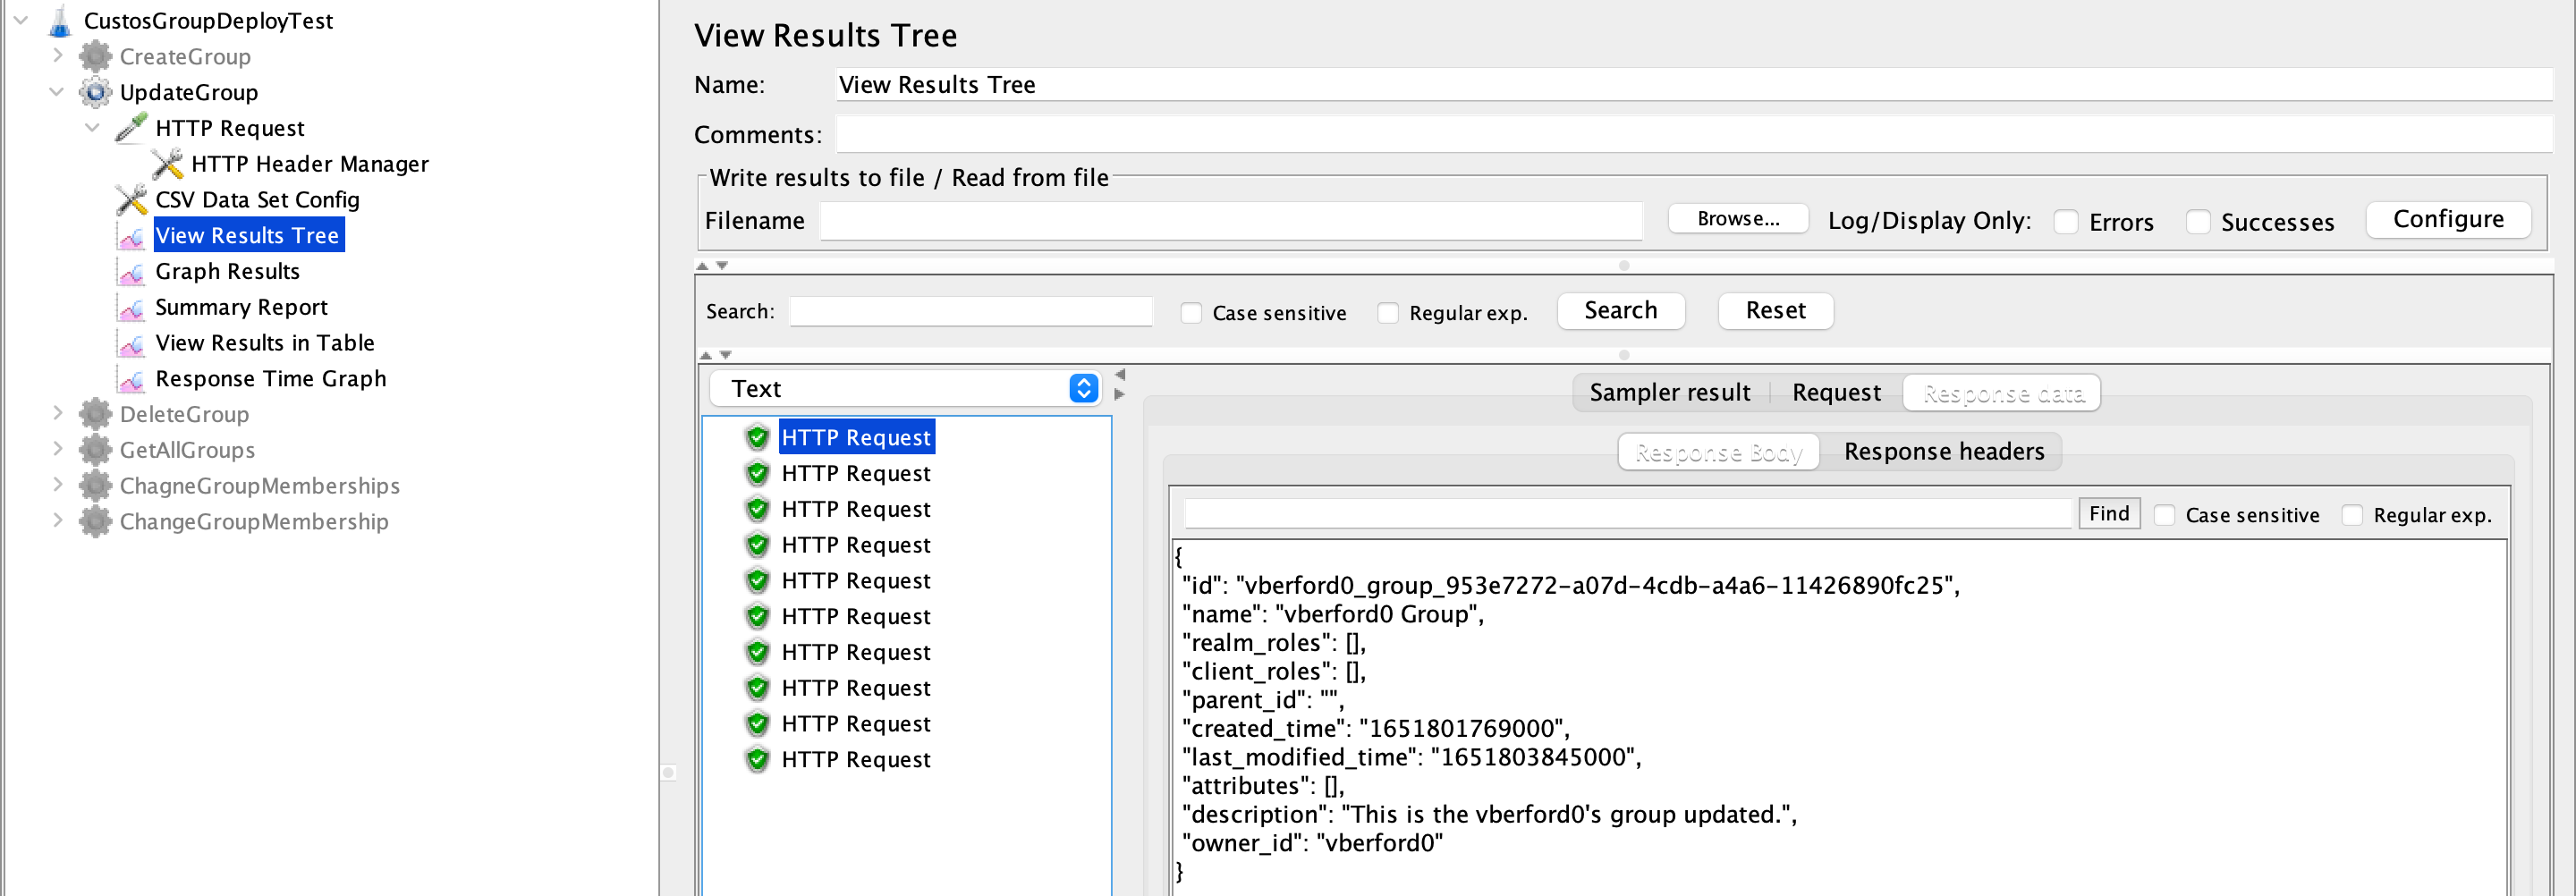 CustosGroupDeployTest
CreateGroup
UpdateGroup
HTTP Request
HTTP Header Manager
CSV Data Set Config
View Results Tree
Graph Results
Summary Report
View Results in Table
Response Time Graph
DeleteGroup
GetAllGroups
ChagneGroupMemberships
ChangeGroupMembership
View Results Tree
Name: View Results Tree
Comments:
Write results to file / Read from file
Filename Browse... Log/Display Only: Errors Successes Configure
Search: Case sensitive Regular exp. Search Reset
Text
HTTP Request
HTTP Request
HTTP Request
HTTP Request
HTTP Request
HTTP Request
HTTP Request
HTTP Request
HTTP Request
HTTP Request
Sampler result Request Response data
Response Body Response headers
Find Case sensitive Regular exp.
{
"id": "vberford0_group_953e7272-a07d-4cdb-a4a6-11426890fc25",
"name": "vberford0 Group",
"realm_roles": [],
"client_roles": [],
"parent_id": "",
"created_time": "1651801769000",
"last_modified_time": "1651803845000",
"attributes": [],
"description": "This is the vberford0's group updated.",
"owner_id": "vberford0"
}